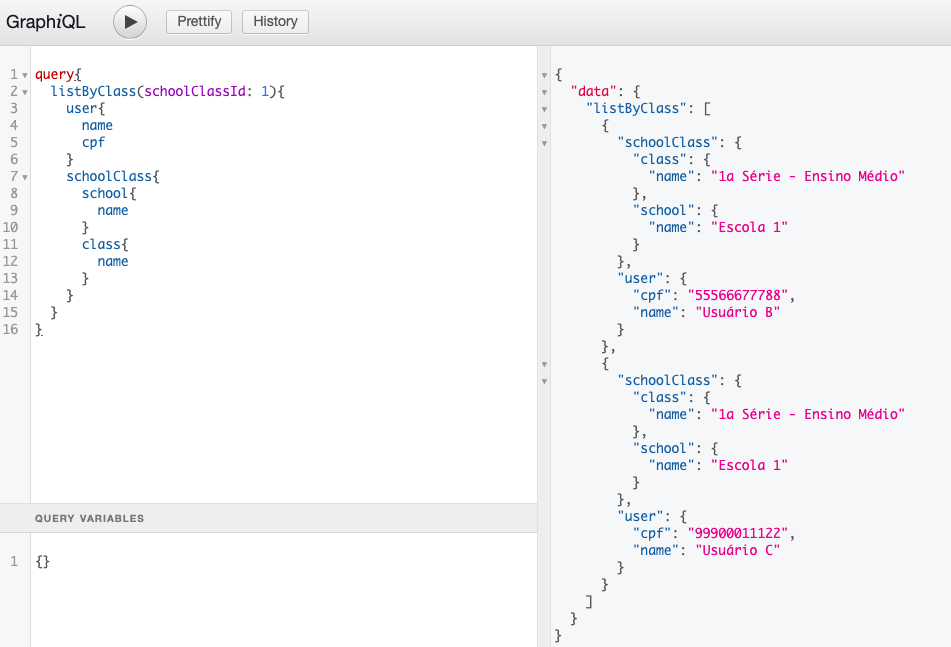 GraphiQL
Prettify
History
1 query{
2   listByClass(schoolClassId: 1){
3     user{
4       name
5       cpf
6     }
7     schoolClass{
8       school{
9         name
10       }
11       class{
12         name
13       }
14     }
15   }
16 }
QUERY VARIABLES
1 {}
{
  "data": {
    "listByClass": [
      {
        "schoolClass": {
          "class": {
            "name": "1a Série - Ensino Médio"
          },
          "school": {
            "name": "Escola 1"
          }
        },
        "user": {
          "cpf": "55566677788",
          "name": "Usuário B"
        }
      },
      {
        "schoolClass": {
          "class": {
            "name": "1a Série - Ensino Médio"
          },
          "school": {
            "name": "Escola 1"
          }
        },
        "user": {
          "cpf": "99900011122",
          "name": "Usuário C"
        }
      }
    ]
  }
}